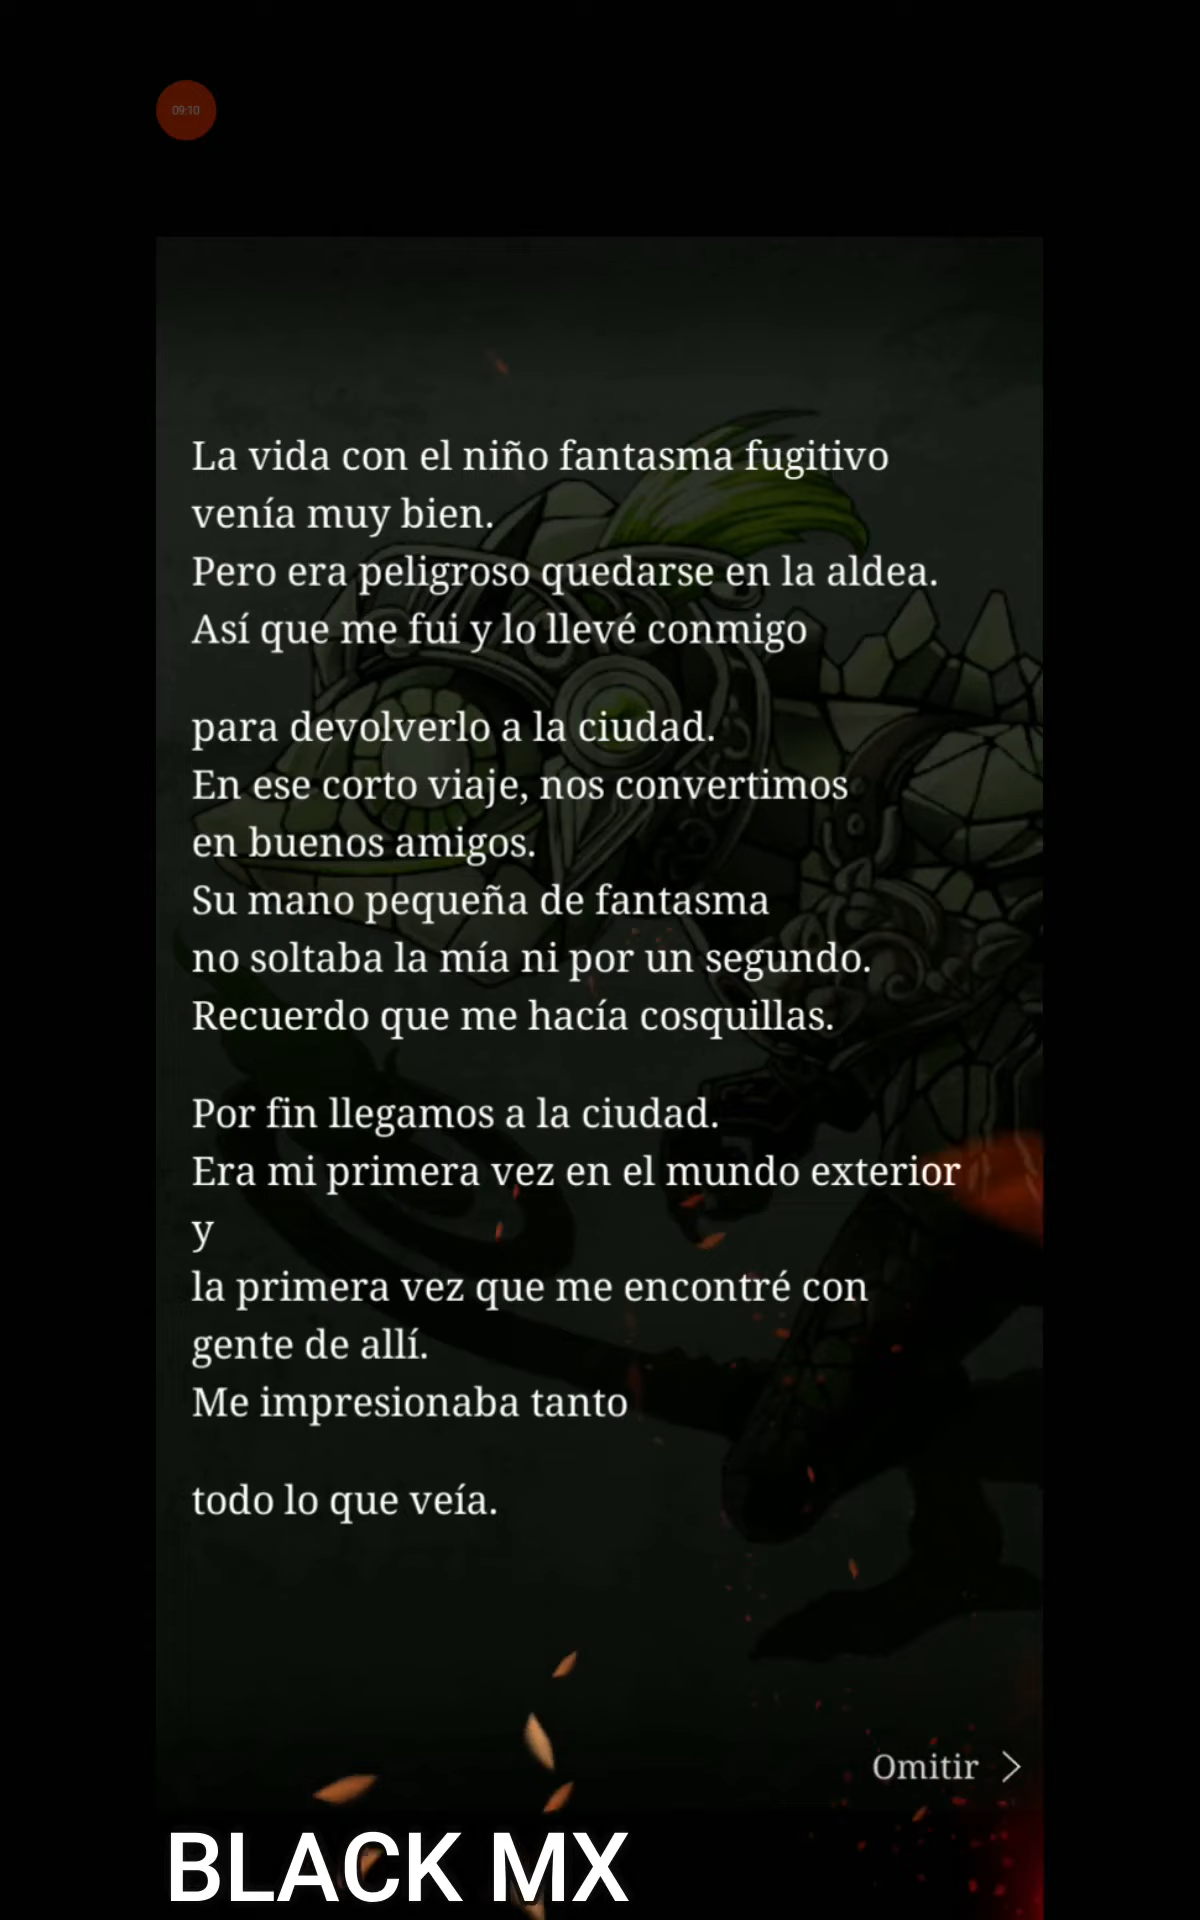 09:10
La vida con el niño fantasma fugitivo
venía muy bien.
Pero era peligroso quedarse en la aldea.
Así que me fui y lo llevé conmigo
para devolverlo a la ciudad.
En ese corto viaje, nos convertimos
en buenos amigos.
Su mano pequeña de fantasma
no soltaba la mía ni por un segundo.
Recuerdo que me hacía cosquillas.
Por fin llegamos a la ciudad.
Era mi primera vez en el mundo exterior
y
la primera vez que me encontré con
gente de allí.
Me impresionaba tanto
todo lo que veía.
Omitir >
BLACK MX